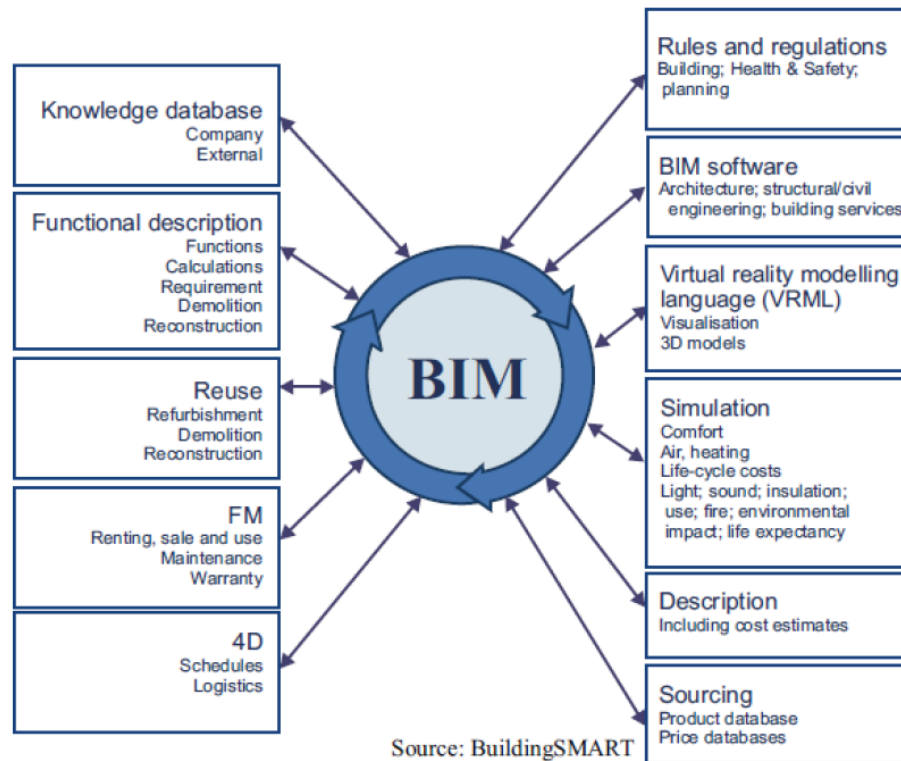 Knowledge database
Company
External
Functional description
Functions
Calculations
Requirement
Demolition
Reconstruction
Reuse
Refurbishment
Demolition
Reconstruction
FM
Renting, sale and use
Maintenance
Warranty
4D
Schedules
Logistics
BIM
Rules and regulations
Building; Health & Safety;
planning
BIM software
Architecture; structural/civil
engineering; building services
Virtual reality modelling
language (VRML)
Visualisation
3D models
Simulation
Comfort
Air, heating
Life-cycle costs
Light; sound; insulation;
use; fire; environmental
impact; life expectancy
Description
Including cost estimates
Sourcing
Product database
Price databases
Source: BuildingSMART